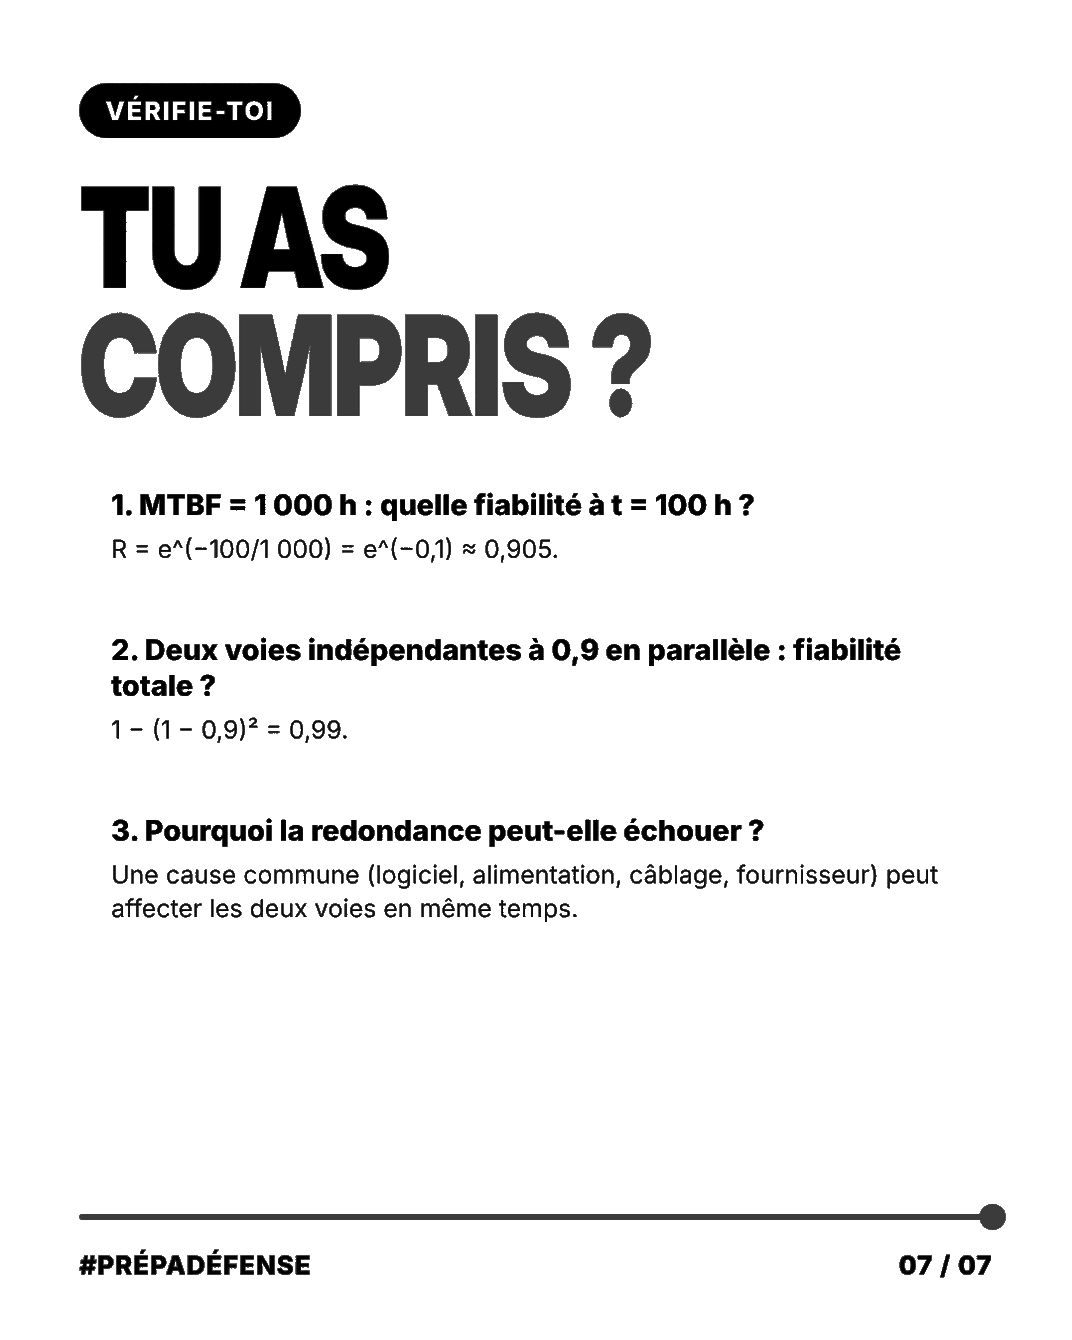 VÉRIFIE-TOI
TU AS
COMPRIS ?
1. MTBF = 1 000 h : quelle fiabilité à t = 100 h ?
R = e^(−100/1 000) = e^(−0,1) ≈ 0,905.
2. Deux voies indépendantes à 0,9 en parallèle : fiabilité
totale ?
1 − (1 − 0,9)² = 0,99.
3. Pourquoi la redondance peut-elle échouer ?
Une cause commune (logiciel, alimentation, câblage, fournisseur) peut
affecter les deux voies en même temps.
#PRÉPADÉFENSE
07 / 07